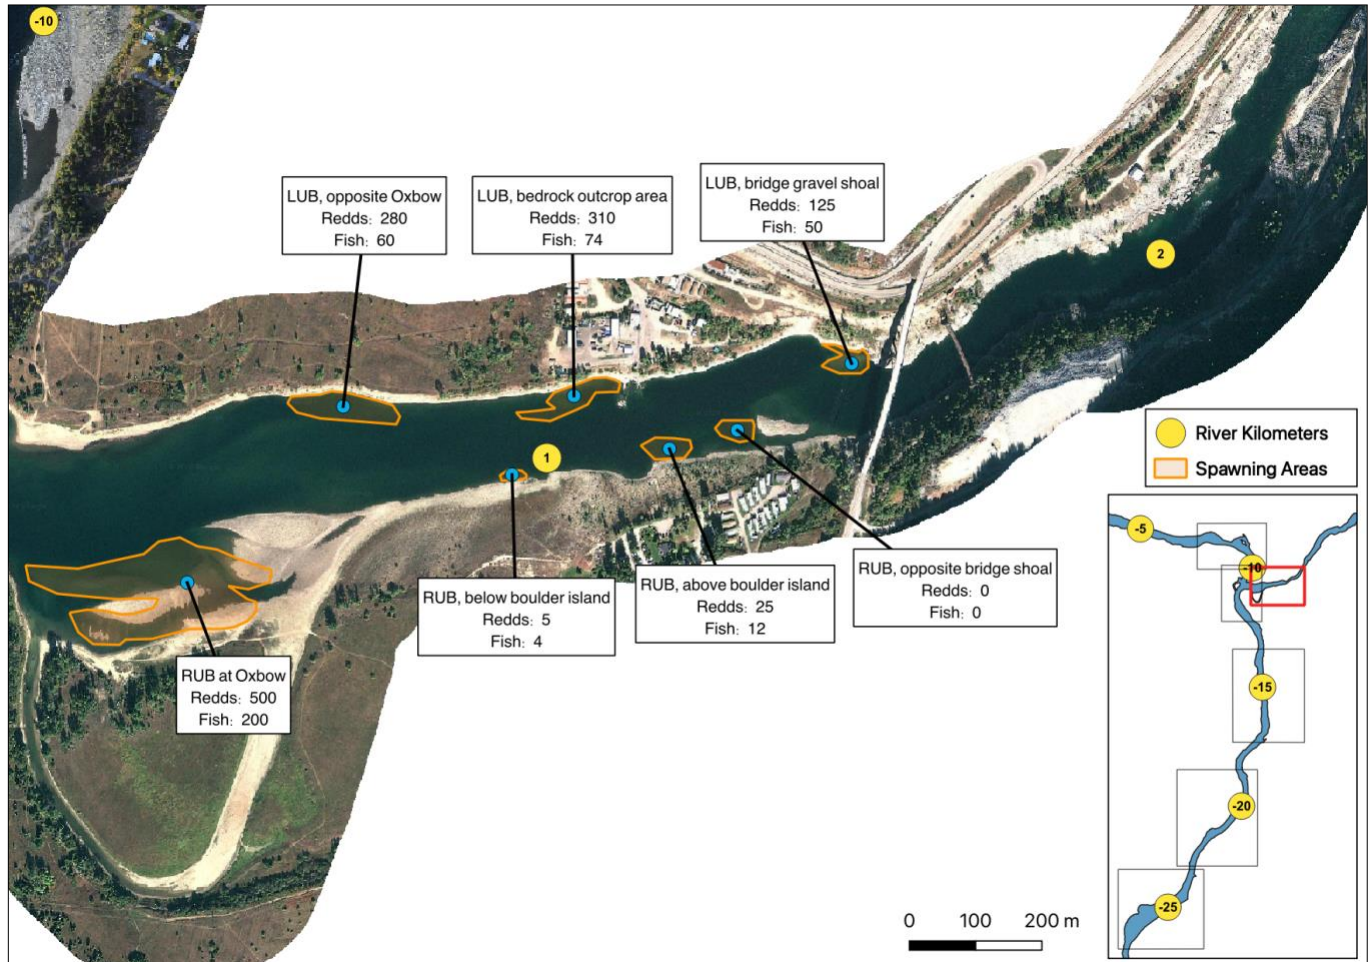 -10
LUB, opposite Oxbow
Redds: 280
Fish: 60
LUB, bedrock outcrop area
Redds: 310
Fish: 74
LUB, bridge gravel shoal
Redds: 125
Fish: 50
2
1
RUB at Oxbow
Redds: 500
Fish: 200
RUB, below boulder island
Redds: 5
Fish: 4
RUB, above boulder island
Redds: 25
Fish: 12
RUB, opposite bridge shoal
Redds: 0
Fish: 0
River Kilometers
Spawning Areas
-5
-10
-15
-20
-25
0 100 200 m